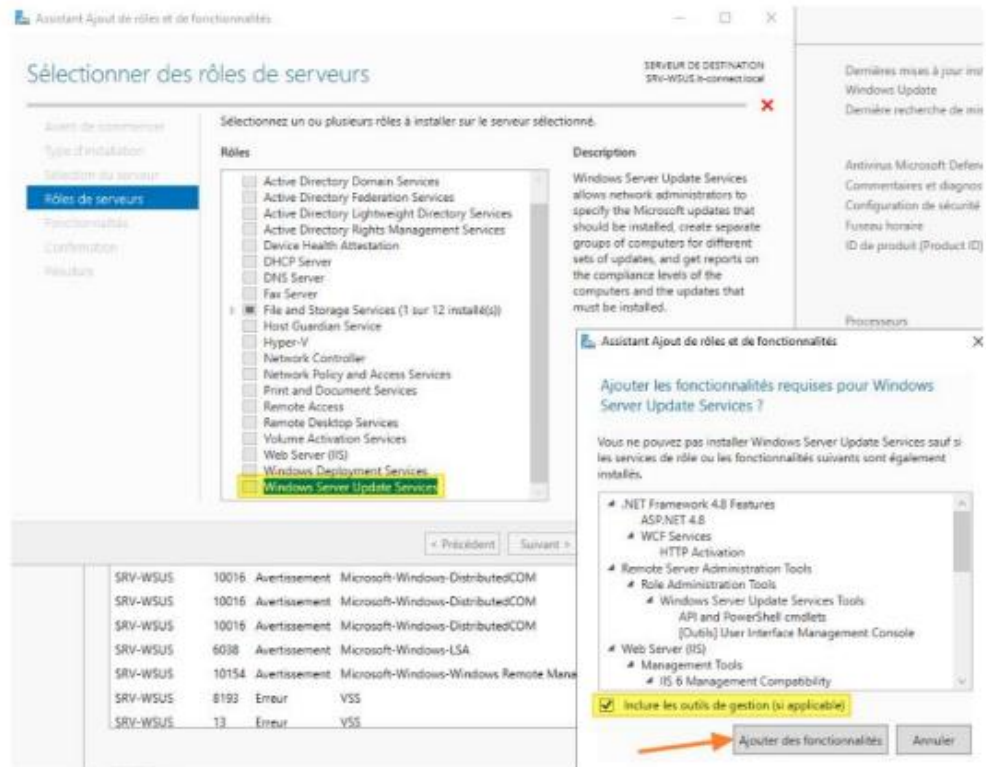 Assistant Ajout de rôles et de fonctionnalités
Sélectionner des rôles de serveurs
SERVEUR DE DESTINATION
SRV-WSUS.it-connect.local
Avant de commencer
Type d'installation
Sélection du serveur
Rôles de serveurs
Fonctionnalités
Confirmation
Résultats
Sélectionnez un ou plusieurs rôles à installer sur le serveur sélectionné.
Rôles
Active Directory Domain Services
Active Directory Federation Services
Active Directory Lightweight Directory Services
Active Directory Rights Management Services
Device Health Attestation
DHCP Server
DNS Server
Fax Server
File and Storage Services (1 sur 12 installé(s))
Host Guardian Service
Hyper-V
Network Controller
Network Policy and Access Services
Print and Document Services
Remote Access
Remote Desktop Services
Volume Activation Services
Web Server (IIS)
Windows Deployment Services
Windows Server Update Services
Description
Windows Server Update Services
allows network administrators to
specify the Microsoft updates that
should be installed, create separate
groups of computers for different
sets of updates, and get reports on
the compliance levels of the
computers and the updates that
must be installed.
< Précédent
Suivant >
Dernières mises à jour
Windows Update
Dernière recherche de
Antivirus Microsoft
Commentaires et
Configuration de sécurité
Fuseau horaire
ID de produit (Product ID)
Processeurs
Assistant Ajout de rôles et de fonctionnalités
Ajouter les fonctionnalités requises pour Windows
Server Update Services ?
Vous ne pouvez pas installer Windows Server Update Services sauf si
les services de rôle ou les fonctionnalités suivants sont également
installés.
.NET Framework 4.8 Features
ASP.NET 4.8
WCF Services
HTTP Activation
Remote Server Administration Tools
Role Administration Tools
Windows Server Update Services Tools
API and PowerShell cmdlets
[Outils] User Interface Management Console
Web Server (IIS)
Management Tools
IIS 6 Management Compatibility
Inclure les outils de gestion (si applicable)
Ajouter des fonctionnalités
Annuler
SRV-WSUS 10016 Avertissement Microsoft-Windows-DistributedCOM
SRV-WSUS 10016 Avertissement Microsoft-Windows-DistributedCOM
SRV-WSUS 10016 Avertissement Microsoft-Windows-DistributedCOM
SRV-WSUS 6038 Avertissement Microsoft-Windows-LSA
SRV-WSUS 10154 Avertissement Microsoft-Windows-Windows Remote
SRV-WSUS 8193 Erreur VSS
SRV-WSUS 13 Erreur VSS